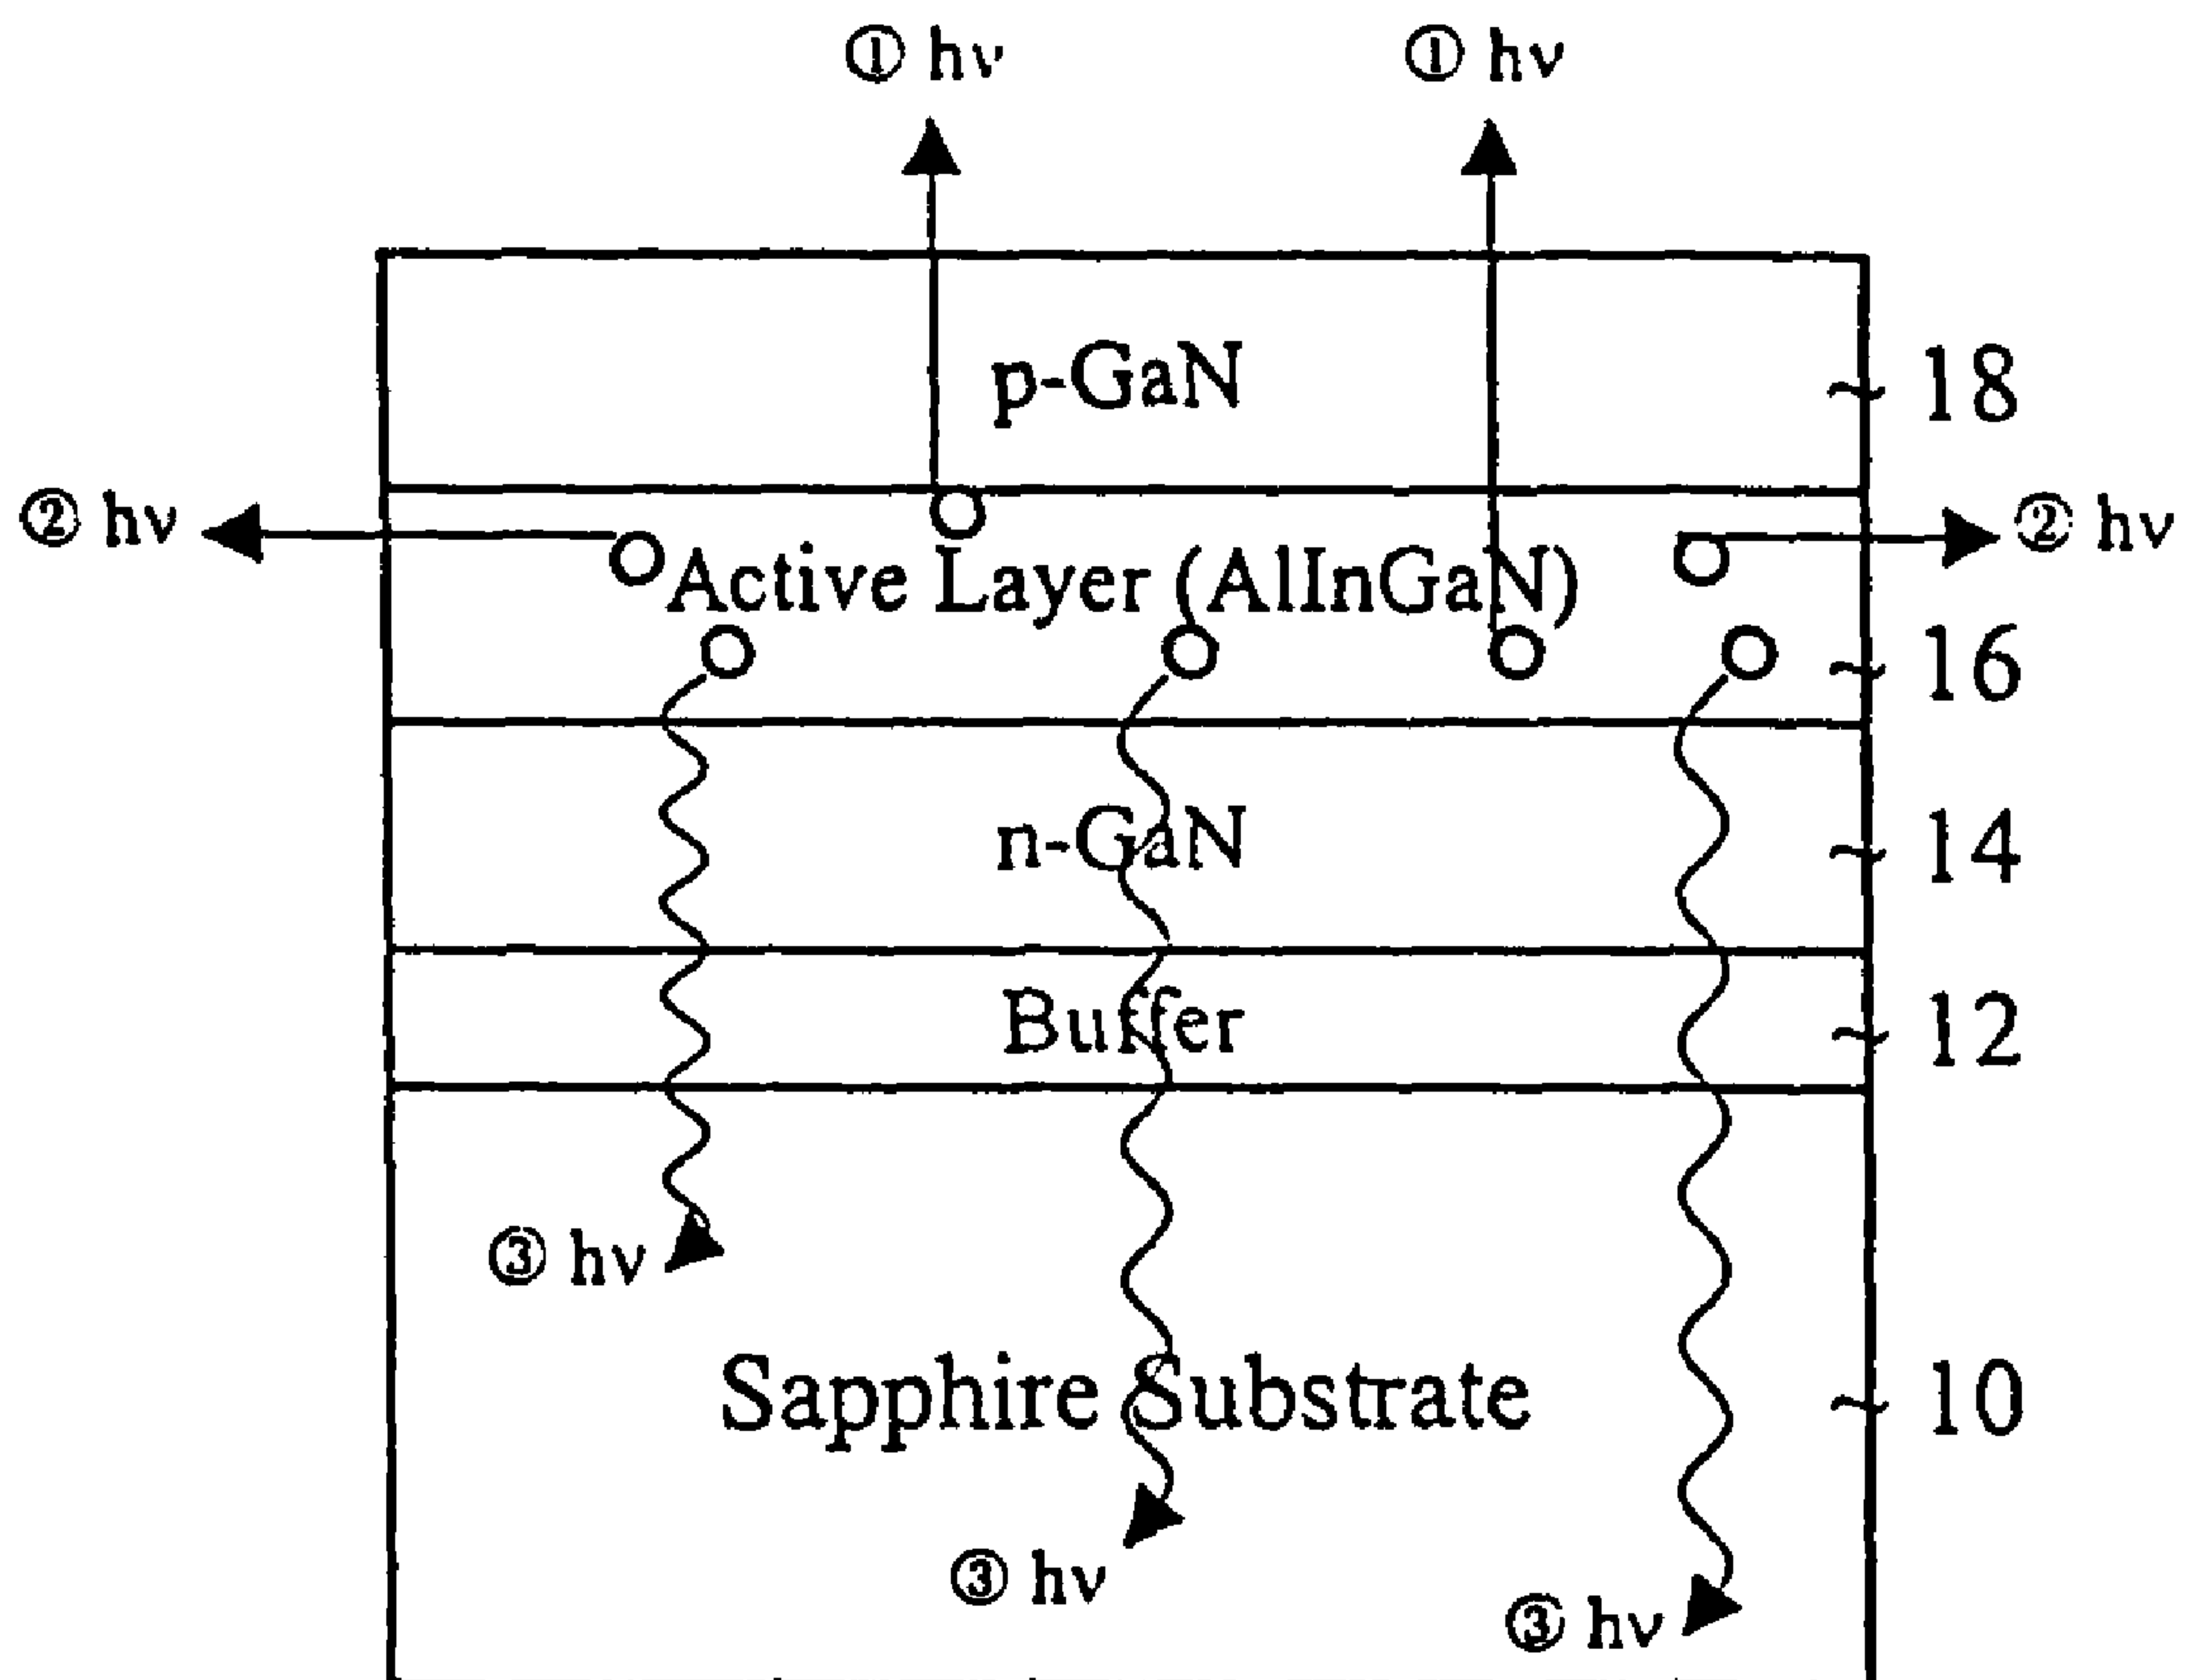 ① hν ① hν
p-GaN 18
② hν ② hν
Active Layer (AlInGaN)
16
n-GaN 14
Buffer 12
③ hν
Sapphire Substrate 10
③ hν
③ hν